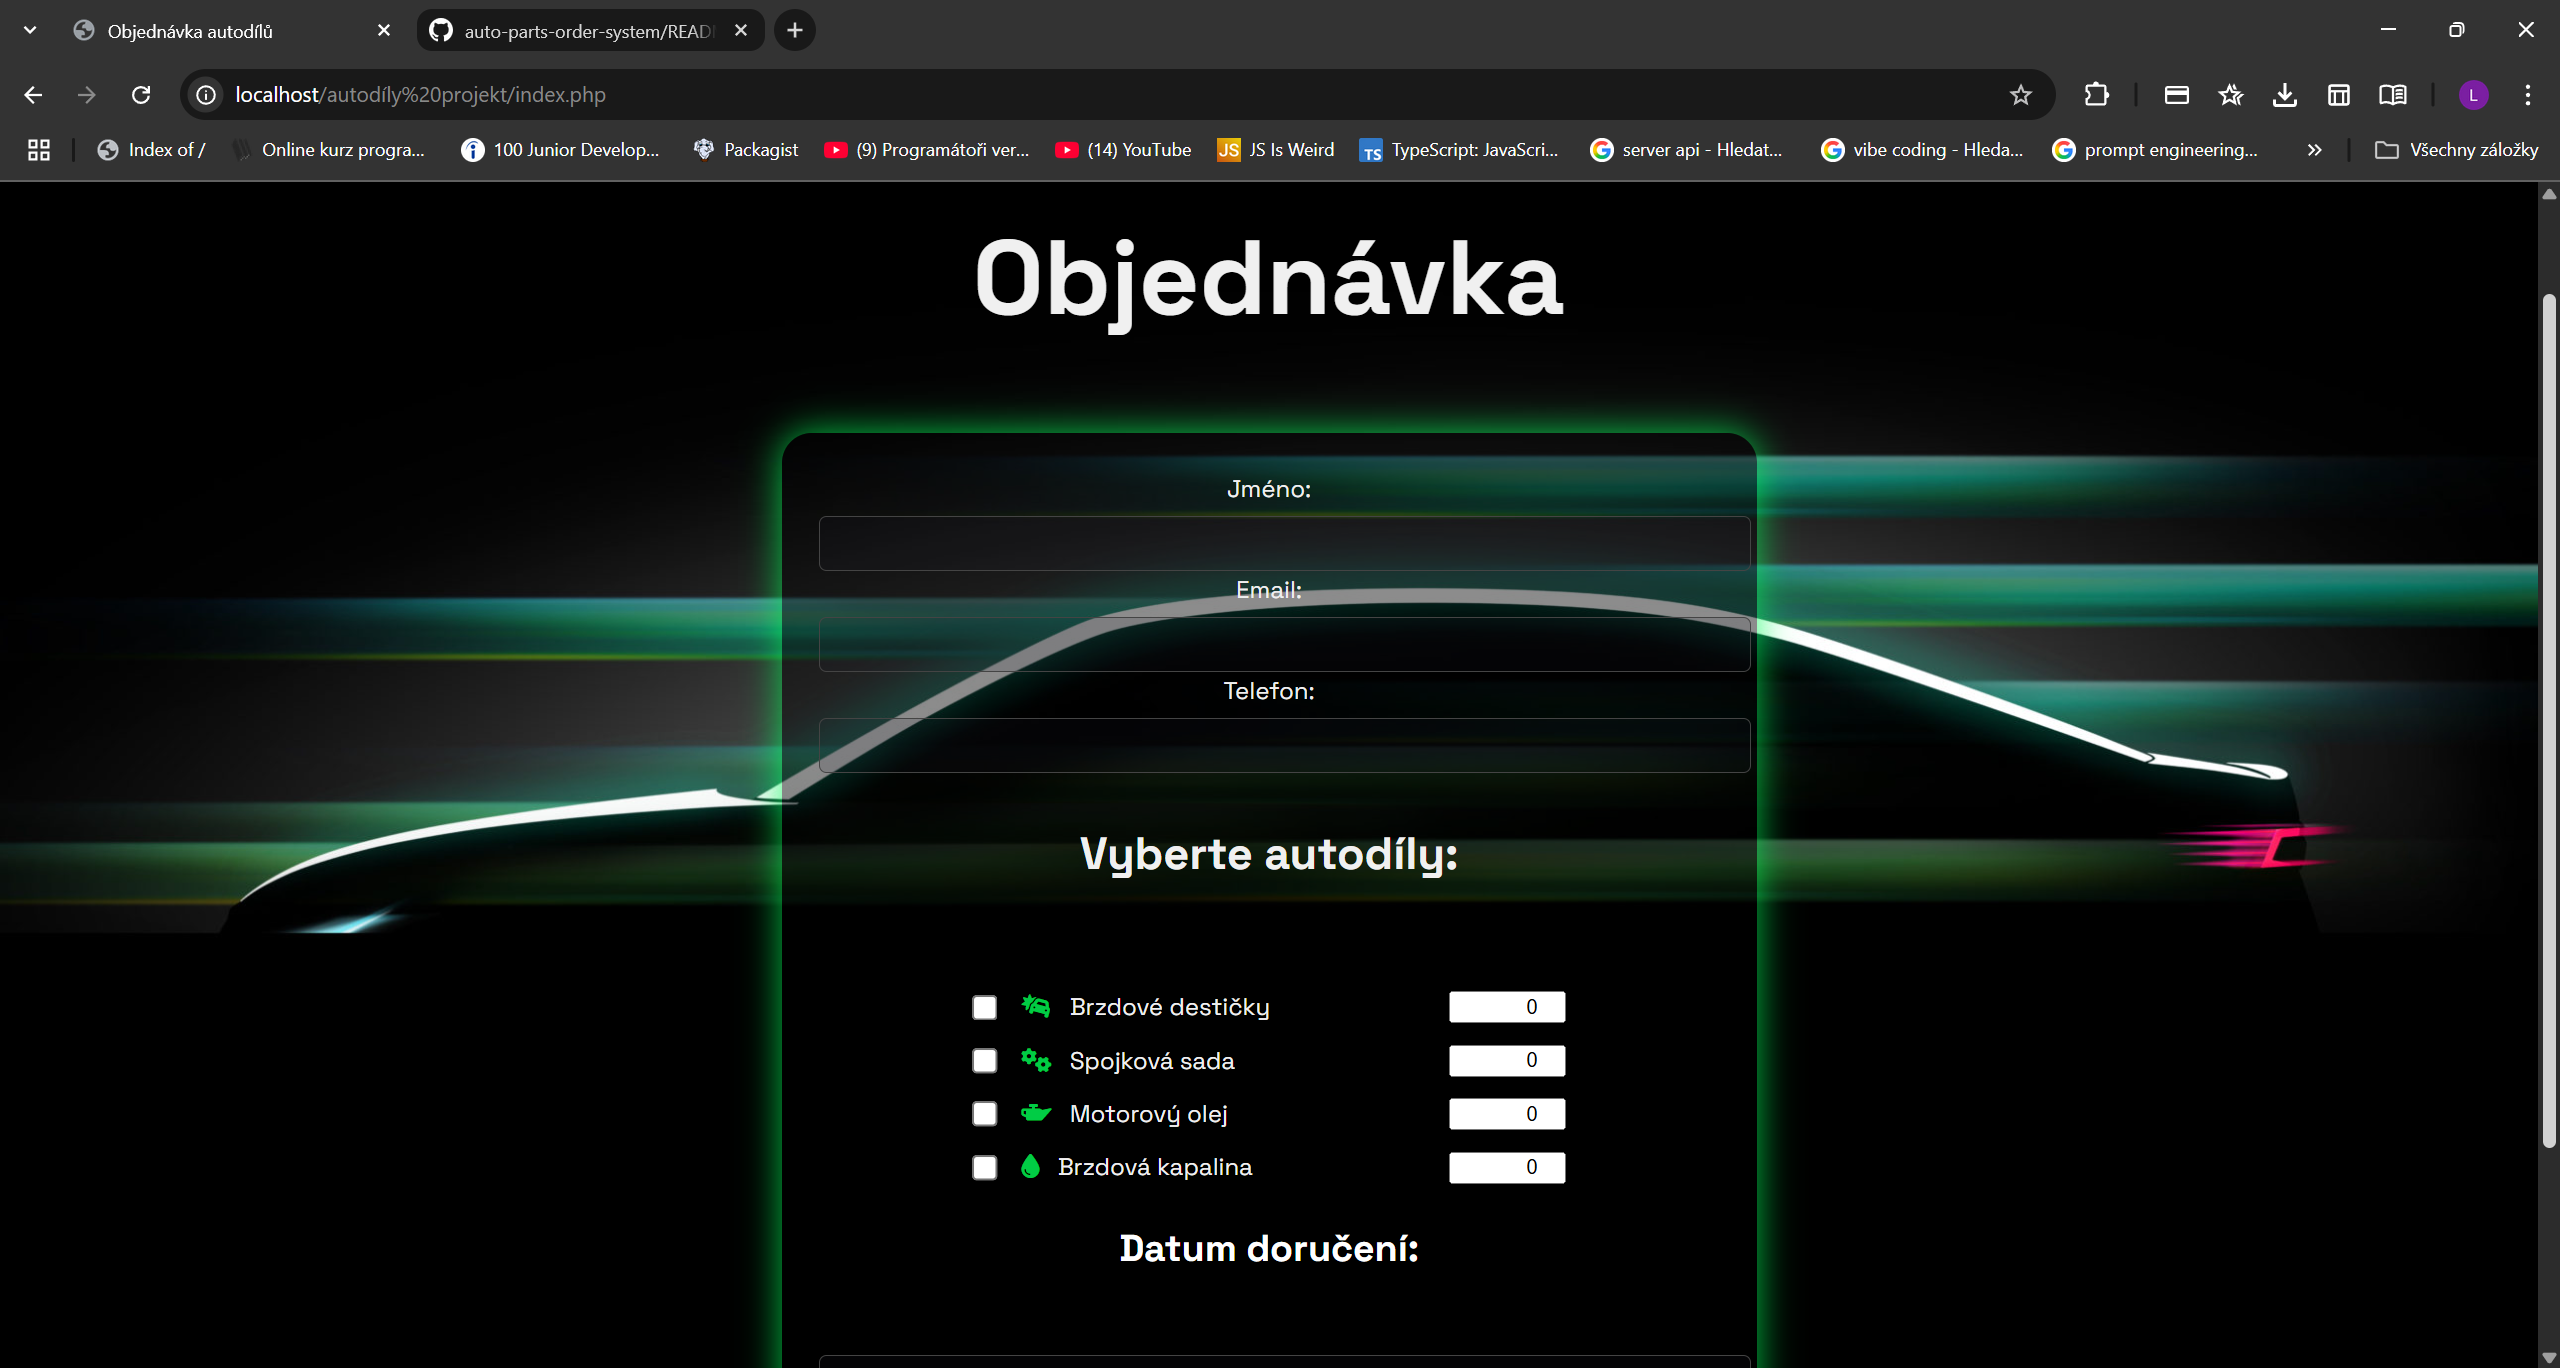 Objednávka autodílů
auto-parts-order-system/READ
localhost/autodíly%20projekt/index.php
L
Index of /
Online kurz progra...
100 Junior Develop...
Packagist
(9) Programátoři ver...
(14) YouTube
JS
JS Is Weird
TS
TypeScript: JavaScri...
server api - Hledat...
vibe coding - Hleda...
prompt engineering...
Všechny záložky
Objednávka
Jméno:
Email:
Telefon:
Vyberte autodíly:
Brzdové destičky 0
Spojková sada 0
Motorový olej 0
Brzdová kapalina 0
Datum doručení: